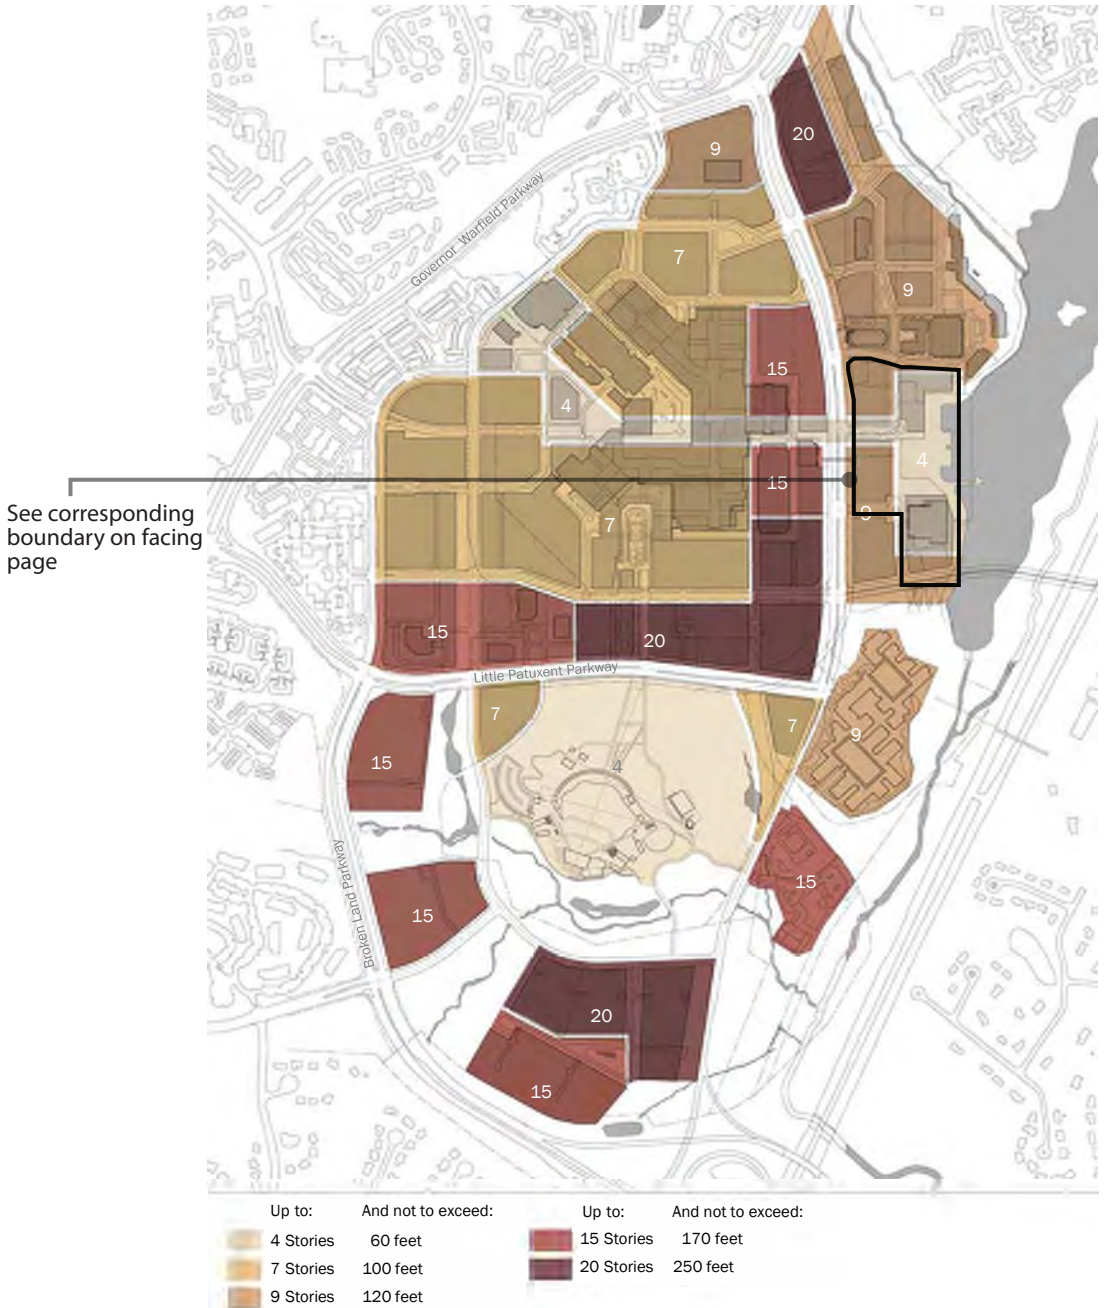 20
9
7
9
15
4
15
4
9
7
15
20
Governor Warfield Parkway
See corresponding
boundary on facing
page
Little Patuxent Parkway
7
7
9
15
4
15
15
Broken Land Parkway
20
15
Up to: And not to exceed:
4 Stories 60 feet
7 Stories 100 feet
9 Stories 120 feet
Up to: And not to exceed:
15 Stories 170 feet
20 Stories 250 feet